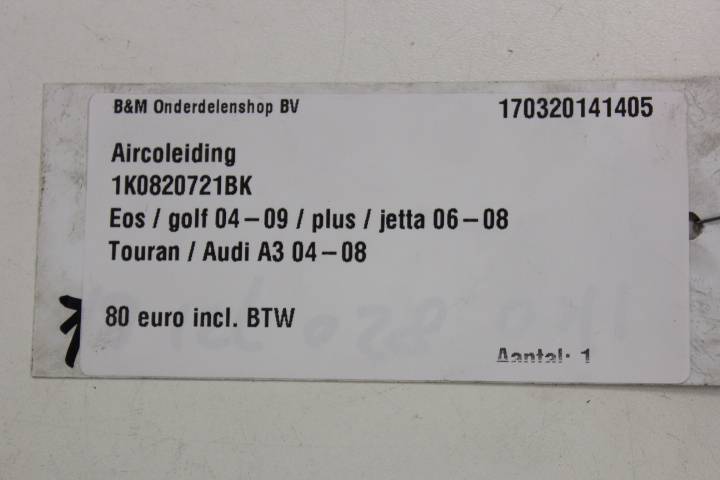 B&M Onderdelenshop BV 170320141405
Aircoleiding
1K0820721BK
Eos / golf 04 – 09 / plus / jetta 06 – 08
Touran / Audi A3 04 – 08
80 euro incl. BTW
Aantal: 1